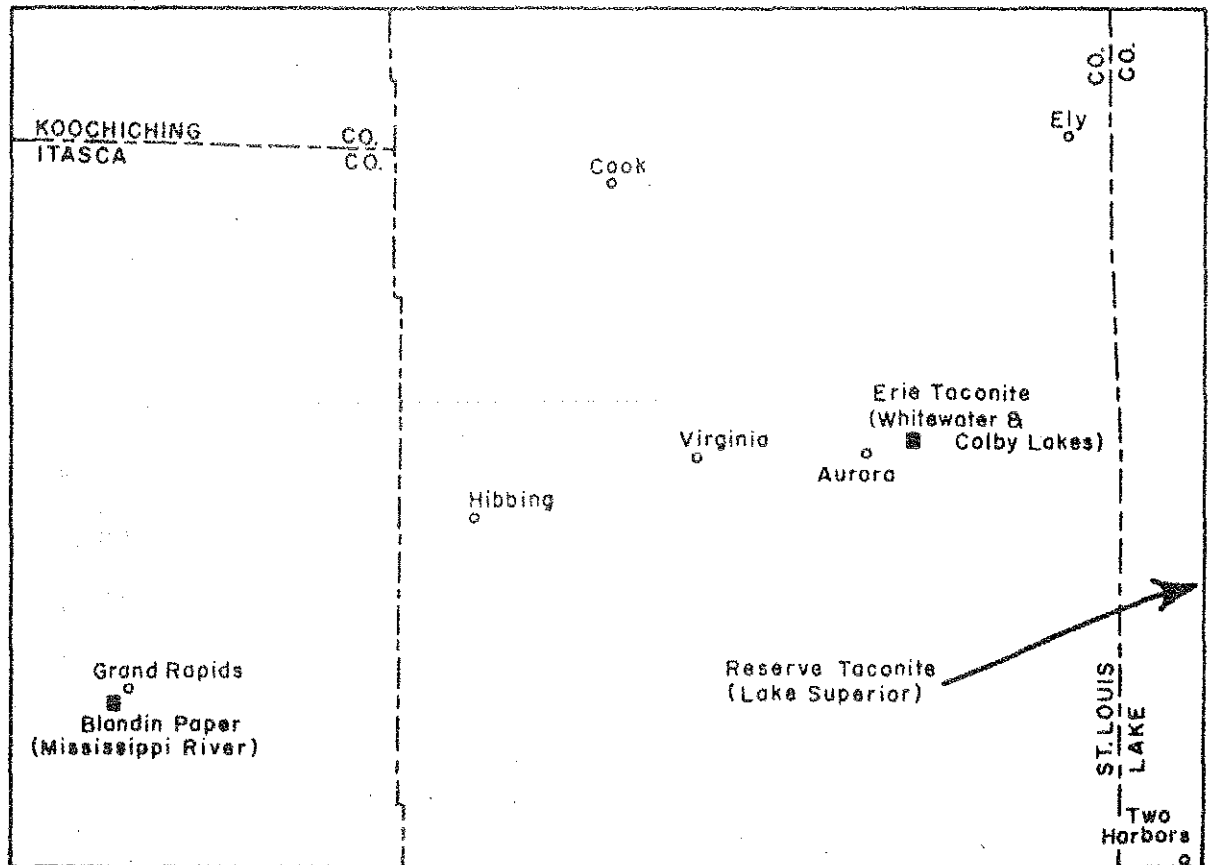 KOOCHICHING CO.
ITASCA CO.
CO. CO.
Ely
Cook
Erie Taconite
(Whitewater &
Colby Lakes)
Virginia
Aurora
Hibbing
Reserve Taconite
(Lake Superior)
Grand Rapids
Blandin Paper
(Mississippi River)
ST. LOUIS
LAKE
Two
Harbors